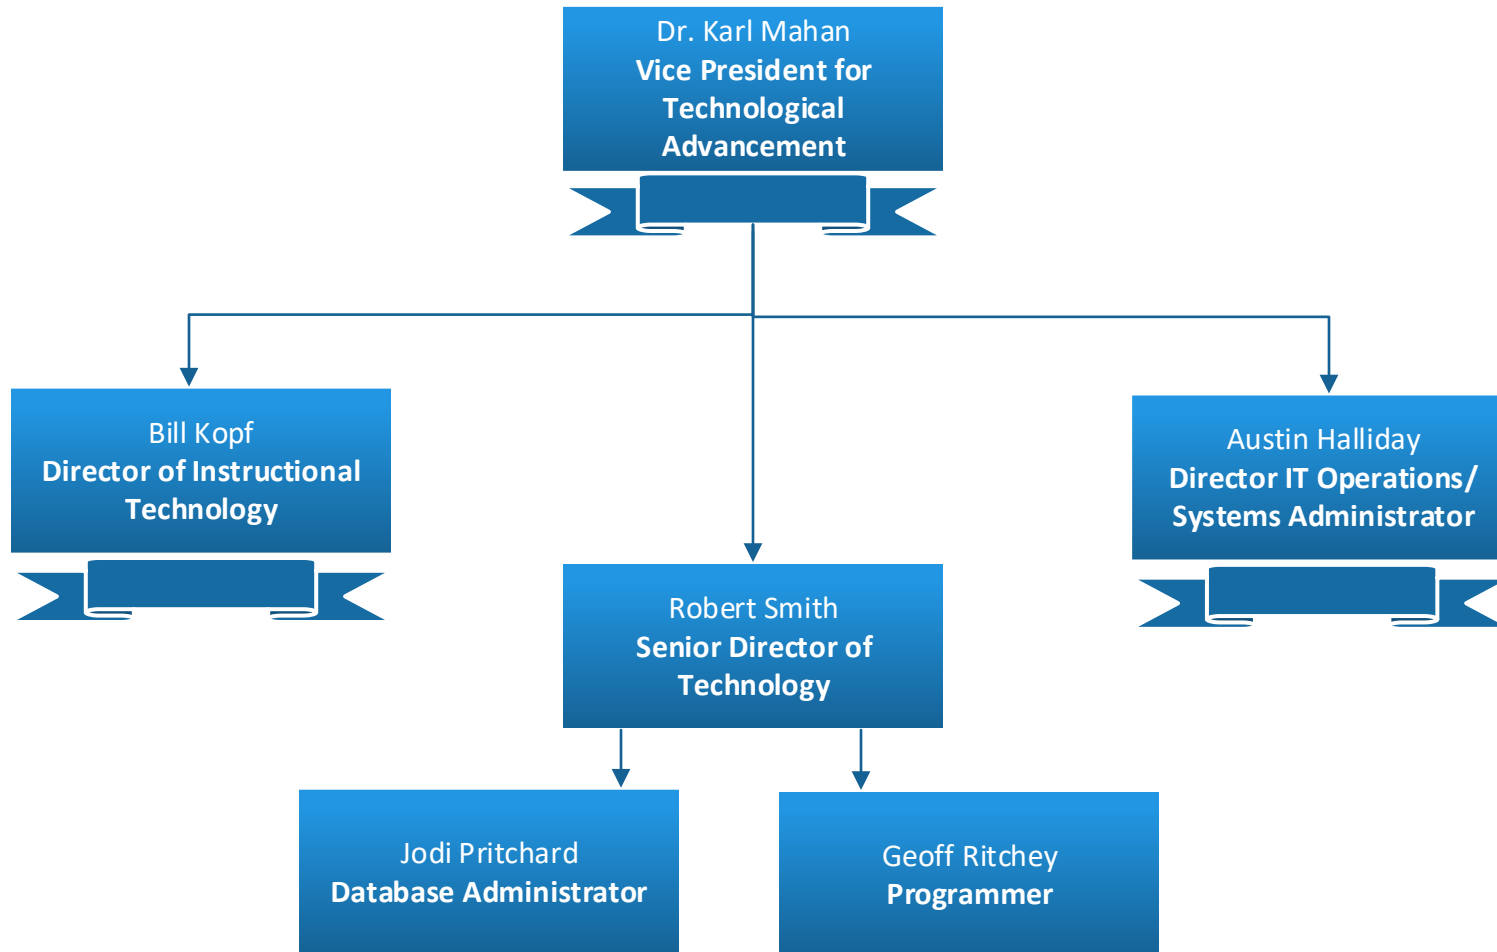 Dr. Karl Mahan
Vice President for
Technological
Advancement
Bill Kopf
Director of Instructional
Technology
Austin Halliday
Director IT Operations/
Systems Administrator
Robert Smith
Senior Director of
Technology
Jodi Pritchard
Database Administrator
Geoff Ritchey
Programmer